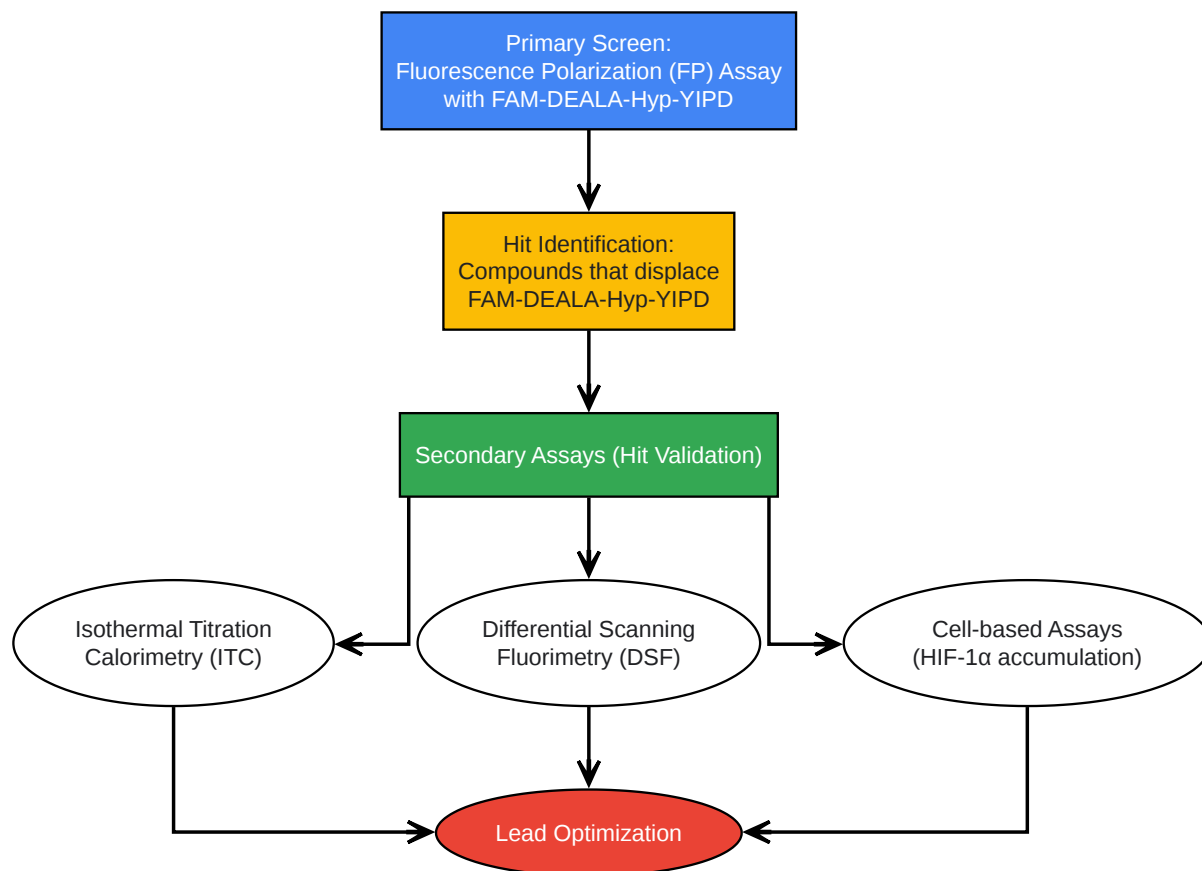 Primary Screen:
Fluorescence Polarization (FP) Assay
with FAM-DEALA-Hyp-YIPD
Hit Identification:
Compounds that displace
FAM-DEALA-Hyp-YIPD
Secondary Assays (Hit Validation)
Isothermal Titration
Calorimetry (ITC)
Differential Scanning
Fluorimetry (DSF)
Cell-based Assays
(HIF-1α accumulation)
Lead Optimization